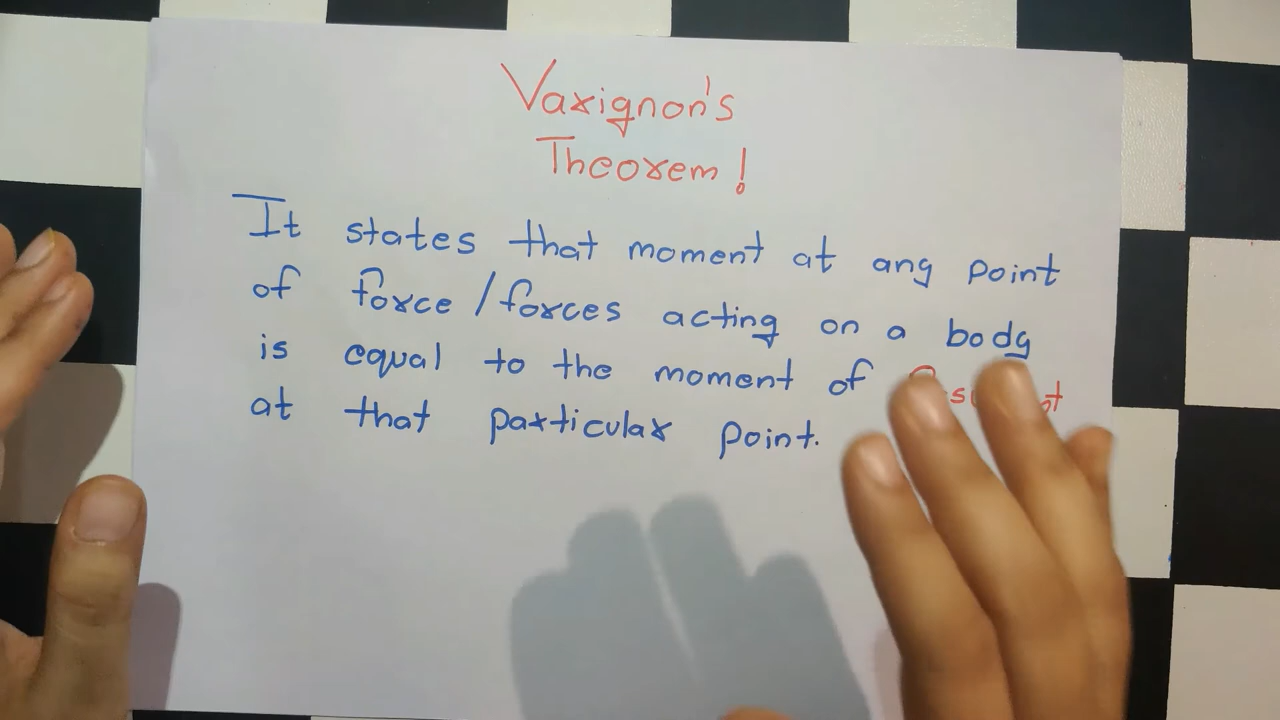 Varignon's
Theorem!
It states that moment at any point
of force/forces acting on a body
is equal to the moment of
at that particular point.